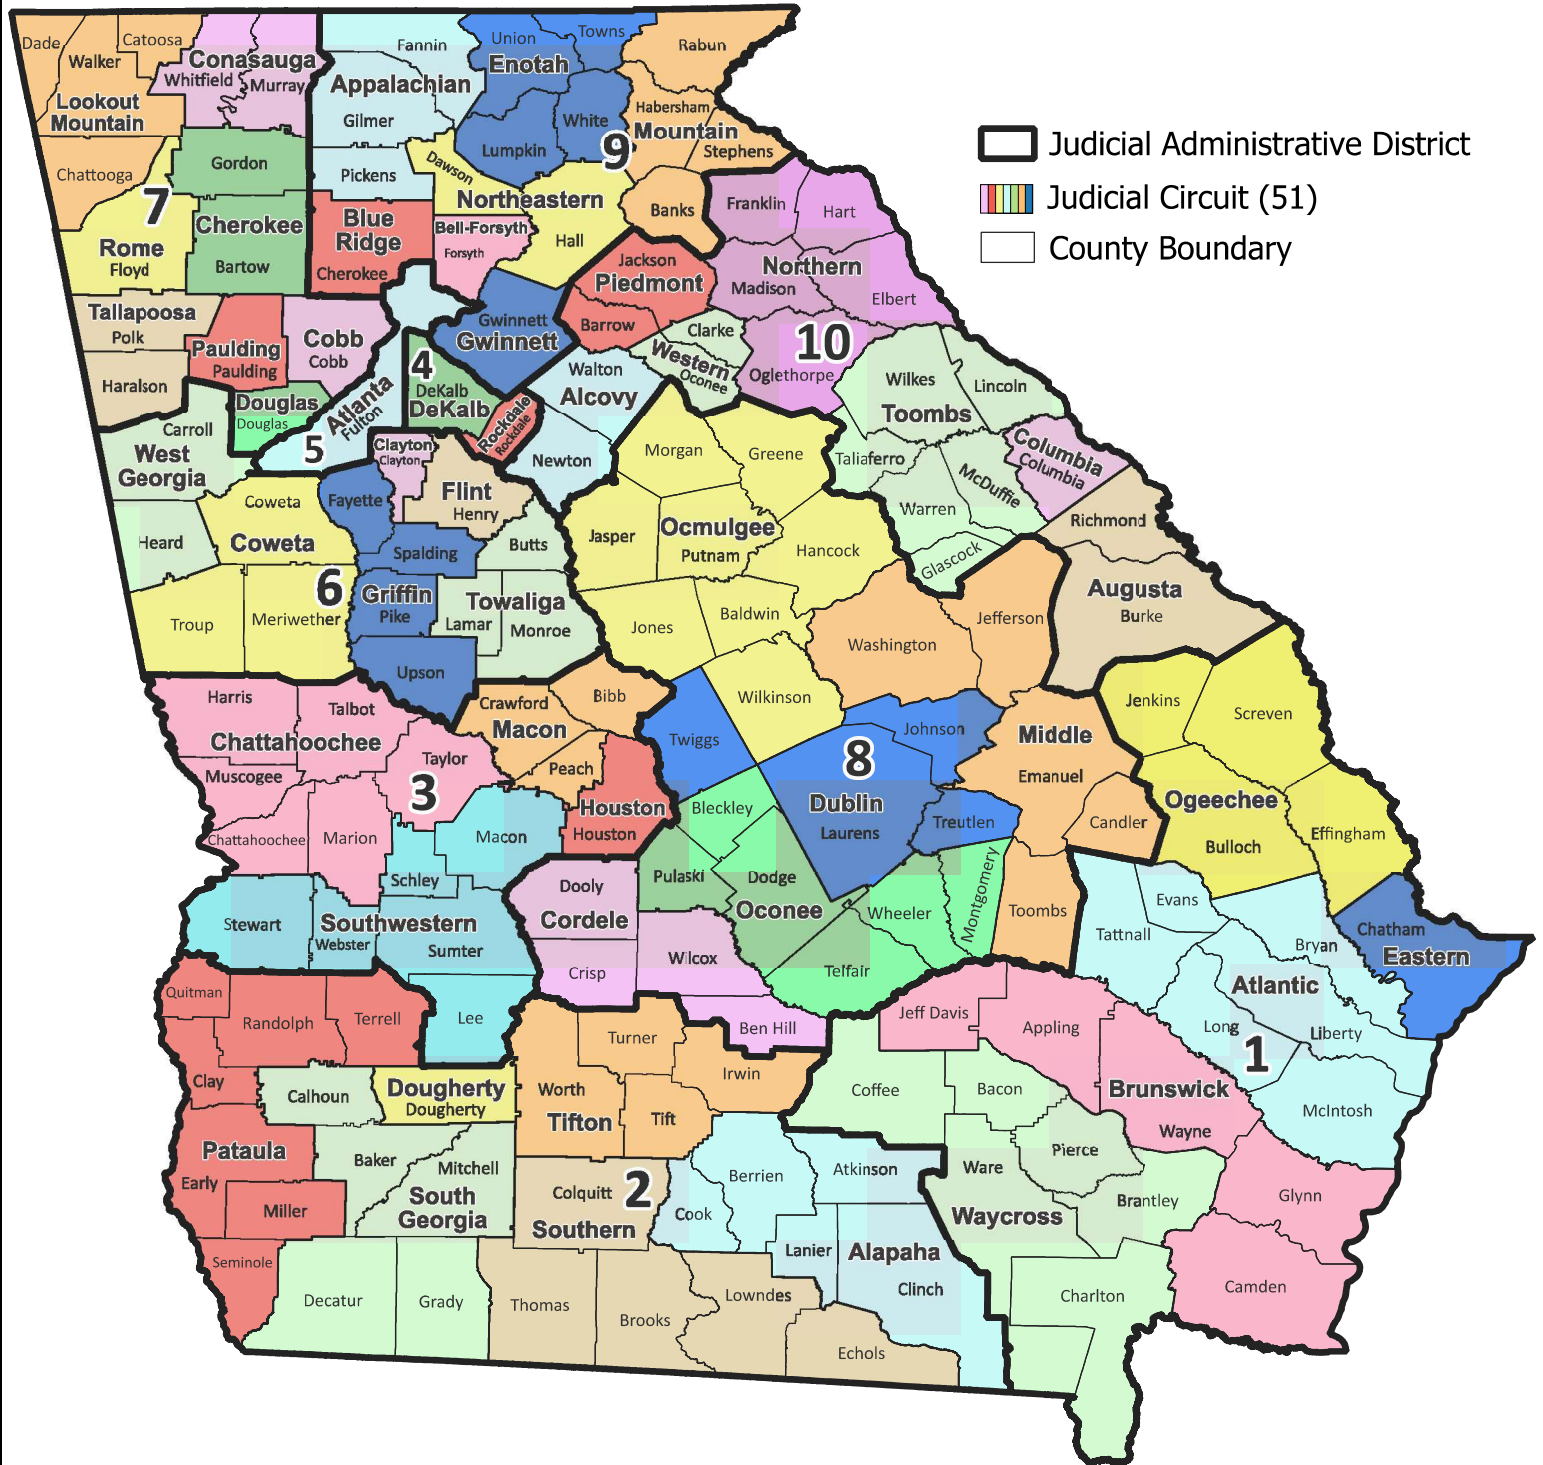 Judicial Administrative District
Judicial Circuit (51)
County Boundary
Dade
Walker
Catoosa
Lookout
Mountain
Chattooga
Conasauga
Whitfield
Murray
Fannin
Appalachian
Gilmer
Pickens
Union
Towns
Enotah
White
Lumpkin
9
Rabun
Habersham
Mountain
Stephens
Banks
Gordon
Cherokee
Bartow
7
Rome
Floyd
Blue
Ridge
Cherokee
Dawson
Northeastern
Hall
Bell-Forsyth
Forsyth
Franklin
Hart
Northern
Madison
Elbert
Oglethorpe
10
Jackson
Piedmont
Barrow
Tallapoosa
Polk
Haralson
Paulding
Paulding
Cobb
Cobb
Gwinnett
Gwinnett
4
DeKalb
DeKalb
Rockdale
Rockdale
Atlanta
Fulton
5
Douglas
Douglas
Clarke
Western
Oconee
Walton
Alcovy
Newton
Wilkes
Lincoln
Toombs
Taliaferro
Warren
McDuffie
Glascock
Columbia
Columbia
Richmond
Augusta
Burke
Carroll
West
Georgia
Heard
Coweta
Coweta
Troup
Meriwether
6
Clayton
Clayton
Fayette
Spalding
Griffin
Pike
Upson
Flint
Henry
Butts
Towaliga
Lamar
Monroe
Morgan
Greene
Jasper
Ocmulgee
Putnam
Hancock
Jones
Baldwin
Wilkinson
Washington
Jefferson
Middle
Emanuel
Candler
Toombs
Jenkins
Screven
Ogeechee
Bulloch
Effingham
Harris
Talbot
Chattahoochee
Muscogee
Taylor
3
Chattahoochee
Marion
Crawford
Bibb
Macon
Peach
Houston
Houston
Twiggs
Johnson
8
Dublin
Laurens
Treutlen
Bleckley
Pulaski
Dodge
Oconee
Wheeler
Montgomery
Telfair
Macon
Schley
Stewart
Southwestern
Webster
Sumter
Lee
Dooly
Cordele
Crisp
Wilcox
Ben Hill
Evans
Tattnall
Bryan
Atlantic
Long
Liberty
1
McIntosh
Chatham
Eastern
Quitman
Randolph
Terrell
Clay
Pataula
Early
Miller
Seminole
Calhoun
Dougherty
Dougherty
Baker
Mitchell
South
Georgia
Decatur
Grady
Turner
Worth
Irwin
Tifton
Tift
Colquitt
2
Southern
Thomas
Brooks
Lowndes
Echols
Berrien
Cook
Atkinson
Lanier
Alapaha
Clinch
Jeff Davis
Appling
Brunswick
Wayne
Glynn
Camden
Coffee
Bacon
Pierce
Ware
Waycross
Brantley
Charlton